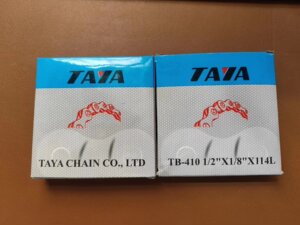 TAYA
TAYA CHAIN CO., LTD
TAYA
TB-410 1/2"X1/8"X114L